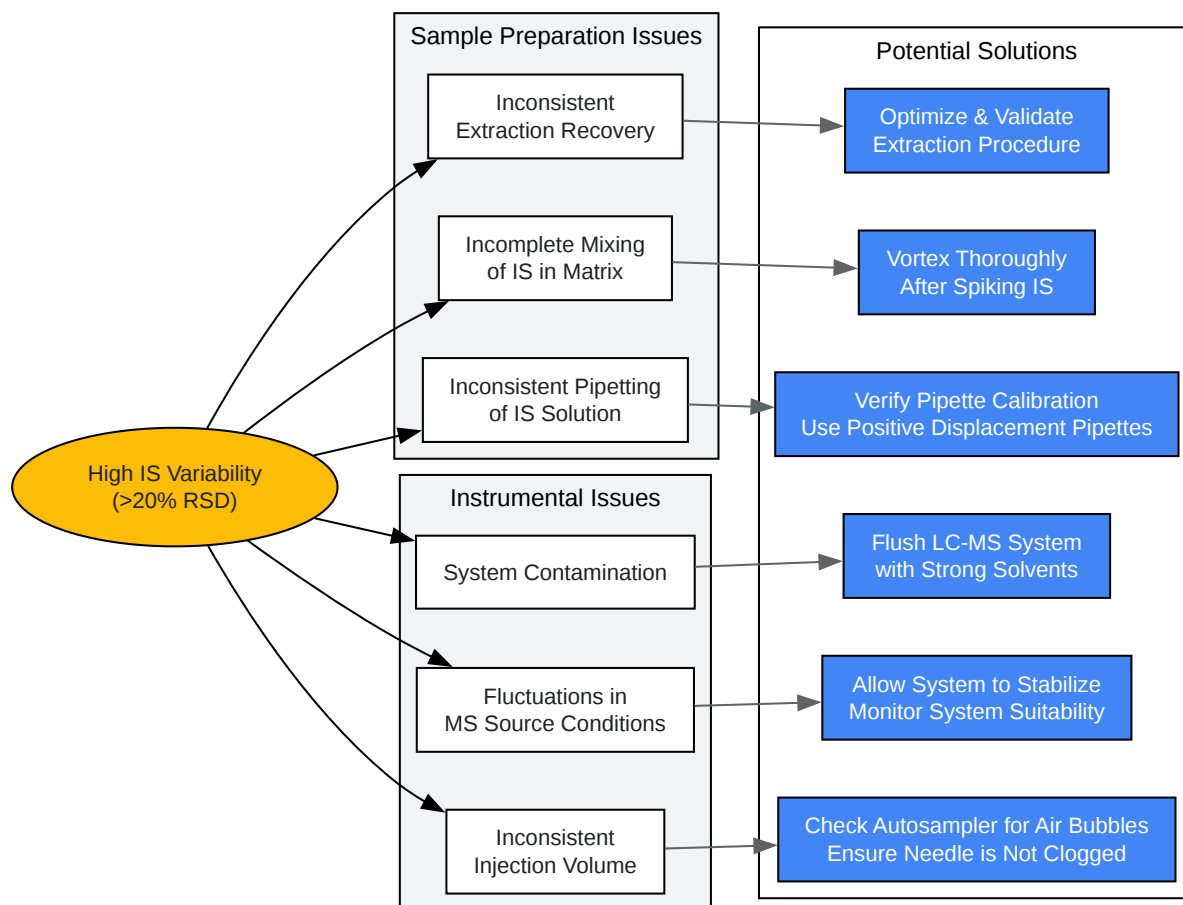 Sample Preparation Issues
Potential Solutions
Inconsistent
Extraction Recovery
Optimize & Validate
Extraction Procedure
Incomplete Mixing
of IS in Matrix
Vortex Thoroughly
After Spiking IS
Inconsistent Pipetting
of IS Solution
Verify Pipette Calibration
Use Positive Displacement Pipettes
High IS Variability
(>20% RSD)
Instrumental Issues
System Contamination
Flush LC-MS System
with Strong Solvents
Fluctuations in
MS Source Conditions
Allow System to Stabilize
Monitor System Suitability
Inconsistent
Injection Volume
Check Autosampler for Air Bubbles
Ensure Needle is Not Clogged